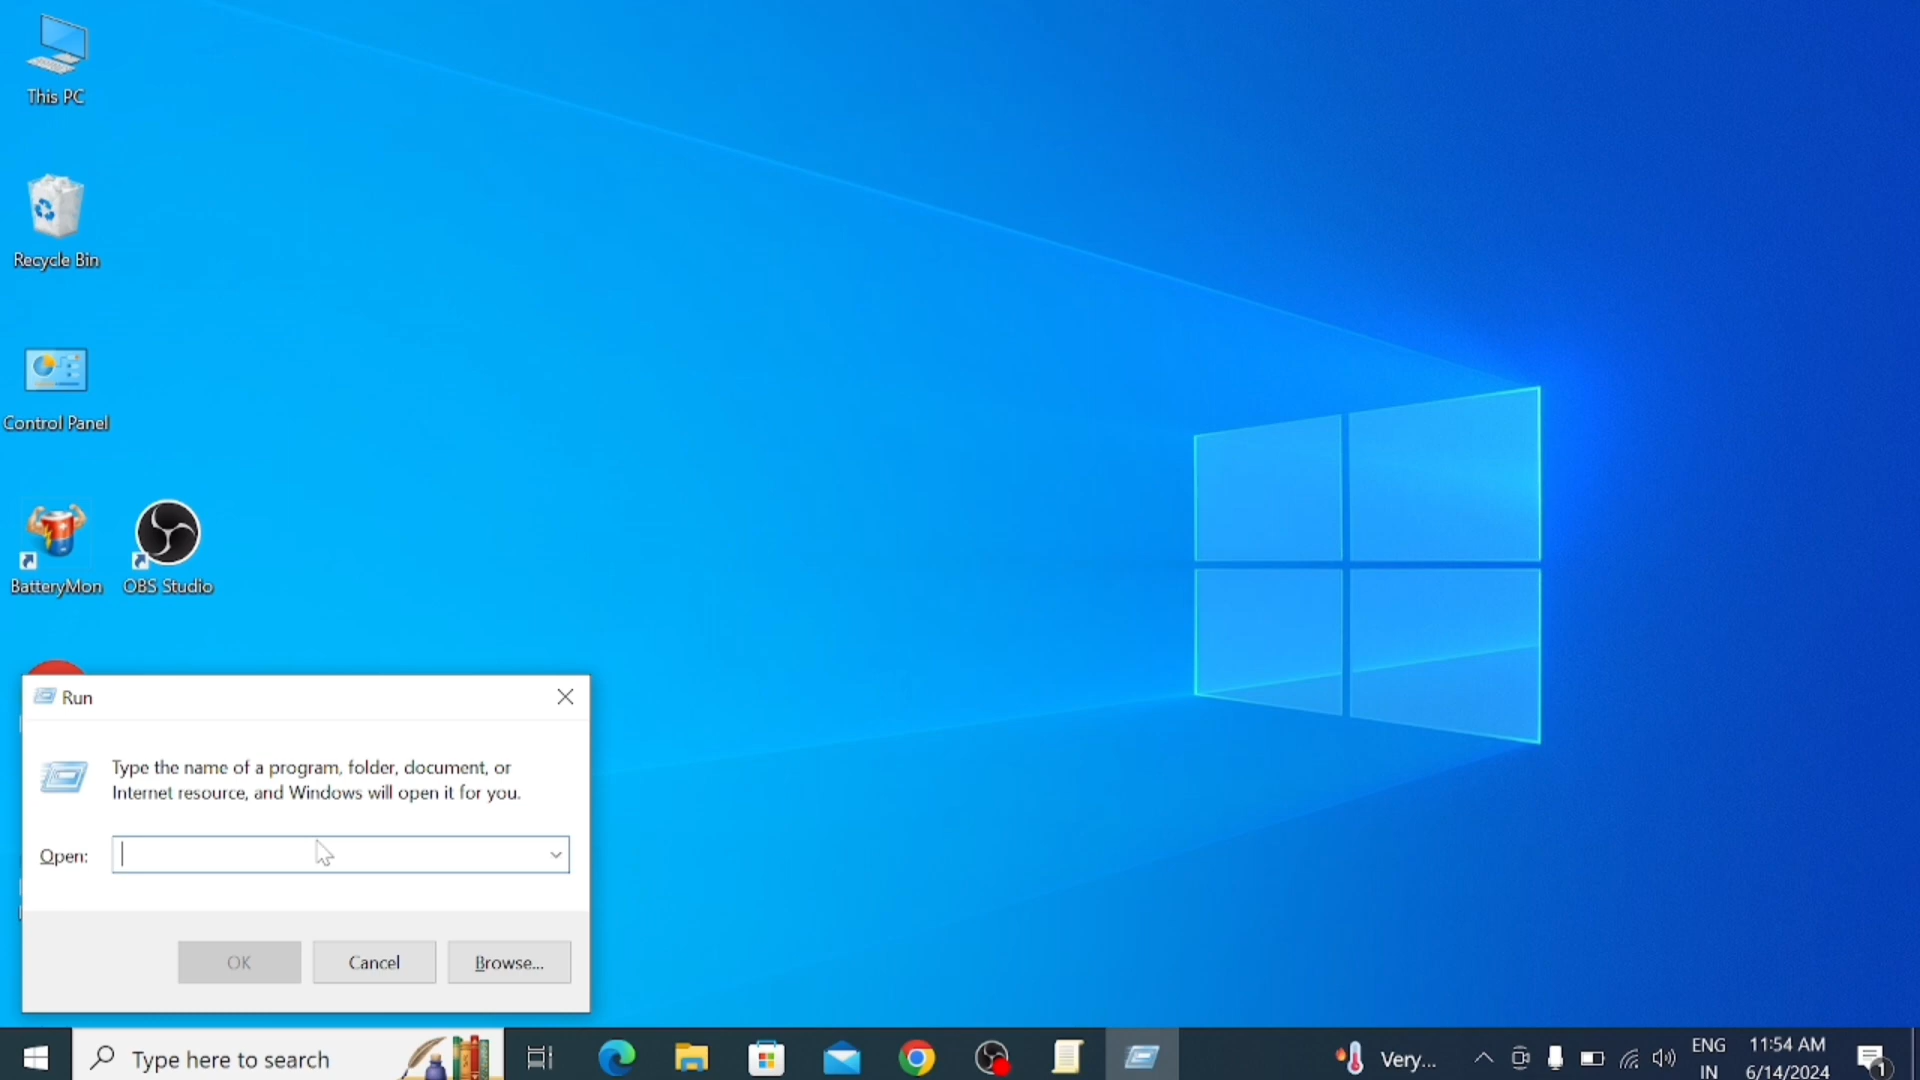 This PC
Recycle Bin
Control Panel
BatteryMon
OBS Studio
Run
Type the name of a program, folder, document, or
Internet resource, and Windows will open it for you.
Open:
OK
Cancel
Browse...
Type here to search
Very...
ENG
IN
11:54 AM
6/14/2024
1